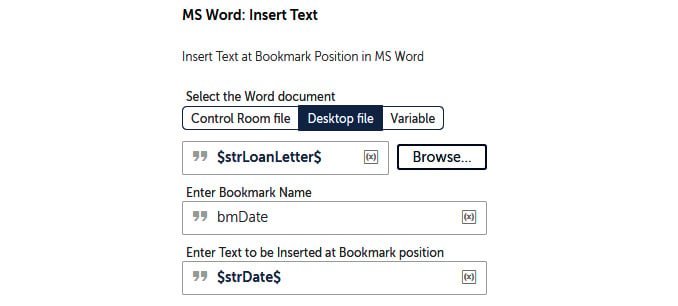 MS Word: Insert Text
Insert Text at Bookmark Position in MS Word
Select the Word document
Control Room file Desktop file Variable
$strLoanLetter$ (x) Browse...
Enter Bookmark Name
bmDate (x)
Enter Text to be Inserted at Bookmark position
$strDate$ (x)